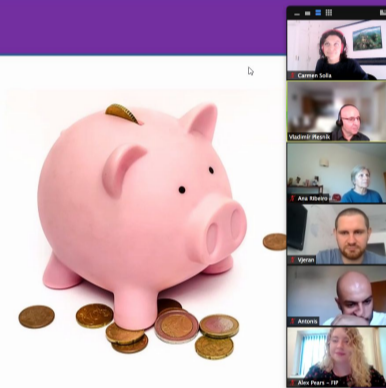 Carmen Solla
Vladimir Plesnik
Ana Ribeiro
Vjeran
Antonis
Alex Pears – FIF